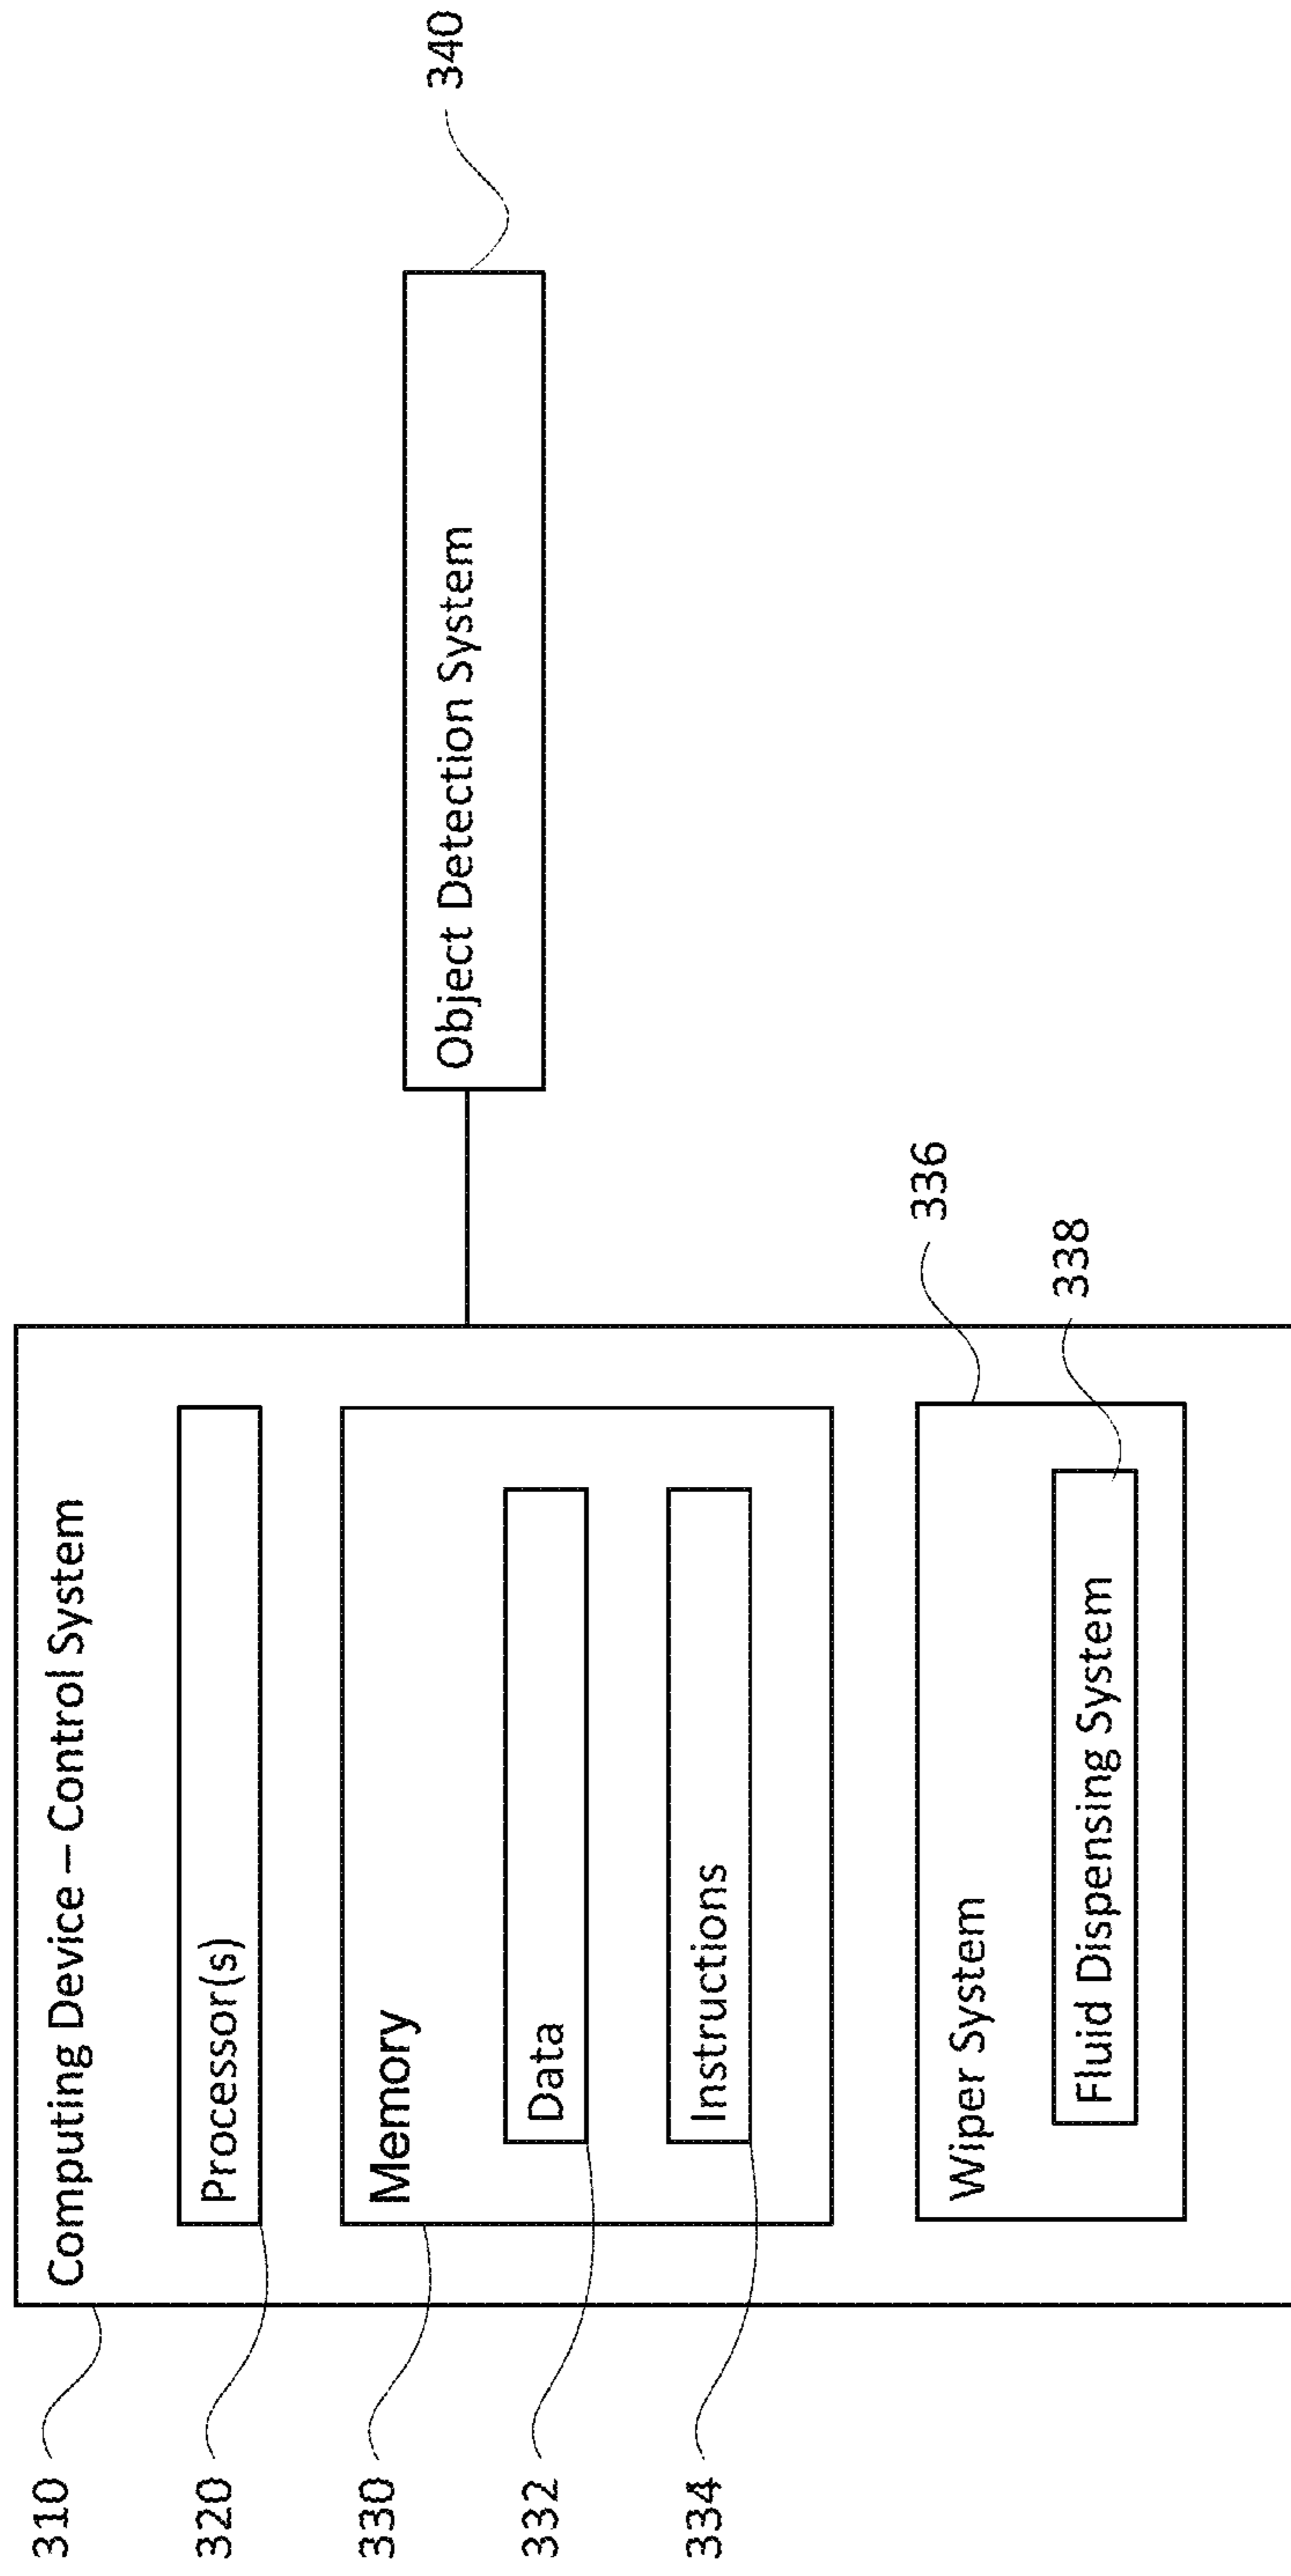 310
Computing Device – Control System
320
Processor(s)
330
Memory
332
Data
334
Instructions
Wiper System
336
Fluid Dispensing System
338
Object Detection System
340